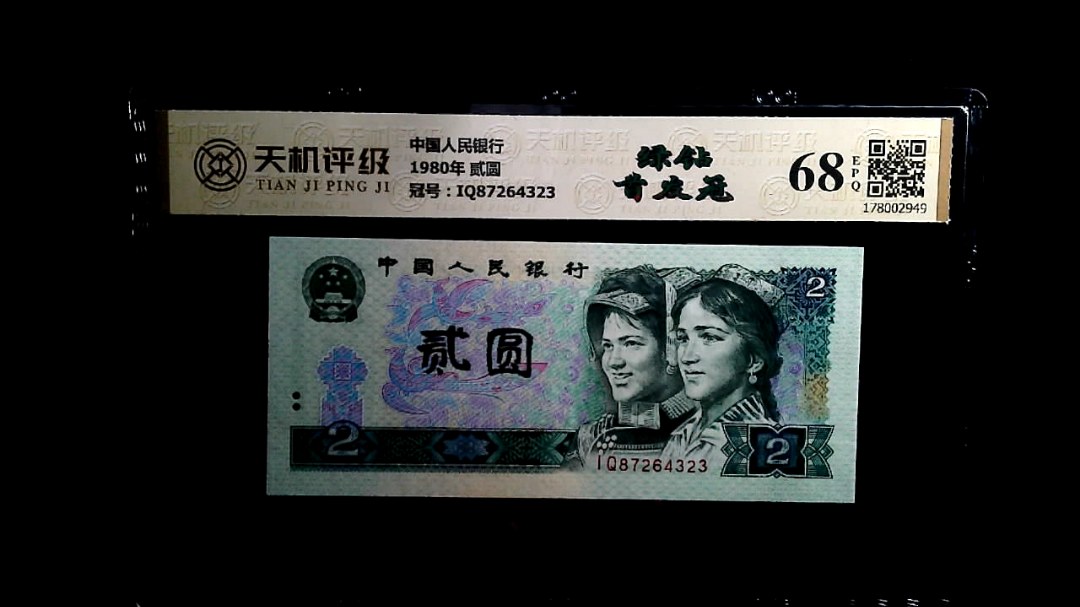 天机评级
TIAN JI PING JI
中国人民银行
1980年 贰圆
冠号：IQ87264323
绿钻
首发冠
68
EPQ
178002949
中国人民银行
2
贰圆
2
IQ87264323
2